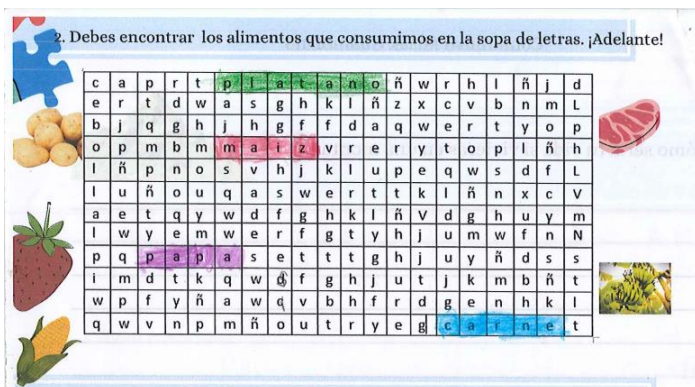 2. Debes encontrar los alimentos que consumimos en la sopa de letras. ¡Adelante!
c a p r t p l a t a n o ñ w r h l ñ j d
e r t d w a s g h k l ñ z x c v b n m L
b j q g h j h g f f d a q w e r t y o p
o p m b m m a i z v i e r y t o p l ñ h
l ñ p n o s v h j k l u p e q w s d f L
l u ñ o u q a s w e r t t k l ñ n x c V
a e t q y w d f g h k l ñ V d g h u y m
l w y e m w e r f g t y h j u m w f n N
p q p a p a s e t t t g h j u y ñ d s s
i m d t k q w d f g h j u t j k m b ñ t
w p f y ñ a w q v b h f r d g e n h k l
q w v n p m ñ o u t r y e g c a r n e t